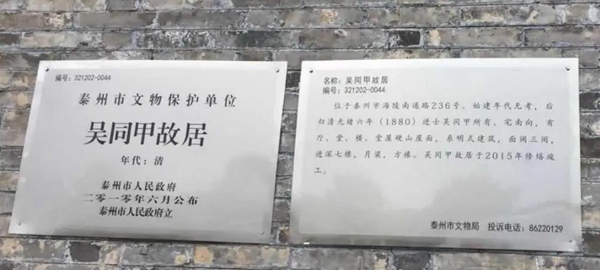 编号：321202-0044
泰州市文物保护单位
吴同甲故居
年代：清
泰州市人民政府
二〇一〇年六月公布
泰州市人民政府立
名称：吴同甲故居
编号：321202-0044
位于泰州市海陵南通路236号。始建年代无考，后
归清光绪六年（1880）进士吴同甲所有。宅南向，有
厅、堂、楼。堂屋硬山屋面，系明式建筑，面阔三间，
进深七檩，月梁，方椽。吴同甲故居于2015年修缮竣
工。
泰州市文物局 投诉电话：86220129